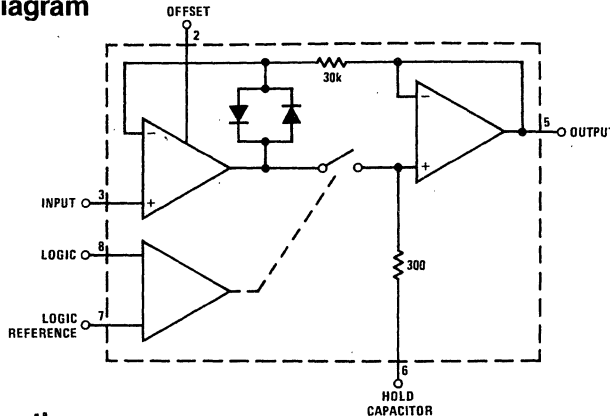 iagram
OFFSET
2
30k
−
−
5
OUTPUT
+
INPUT
3
+
LOGIC
8
300
LOGIC
REFERENCE
7
6
HOLD
CAPACITOR